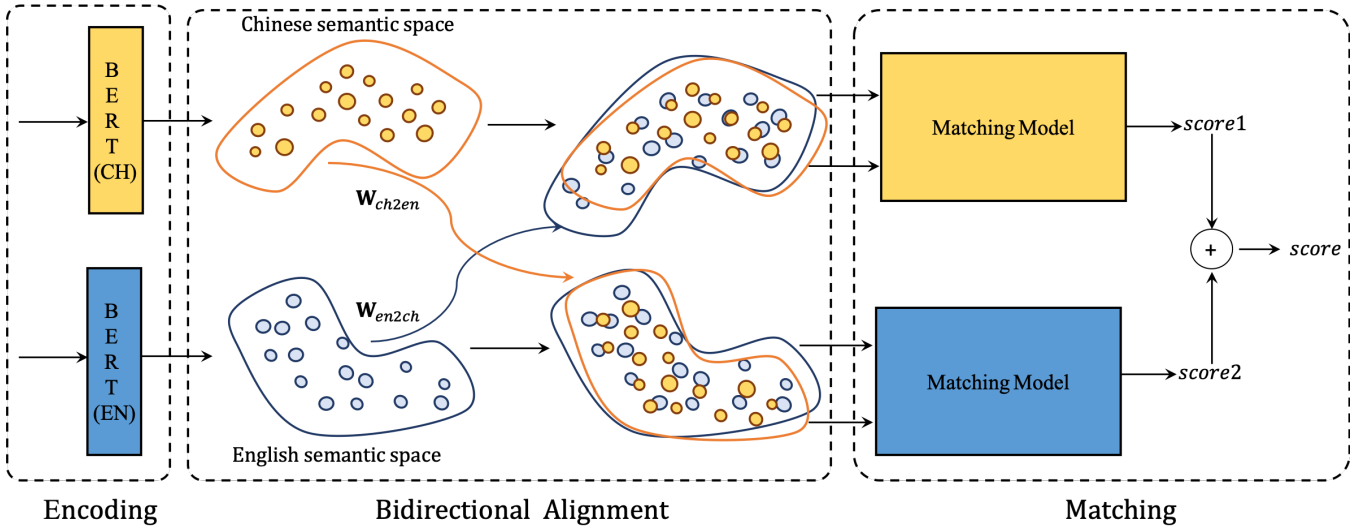 Chinese semantic space
B
E
R
T
(CH)
Matching Model
score1
W_ch2en
+
score
B
E
R
T
(EN)
W_en2ch
Matching Model
score2
English semantic space
Encoding
Bidirectional Alignment
Matching